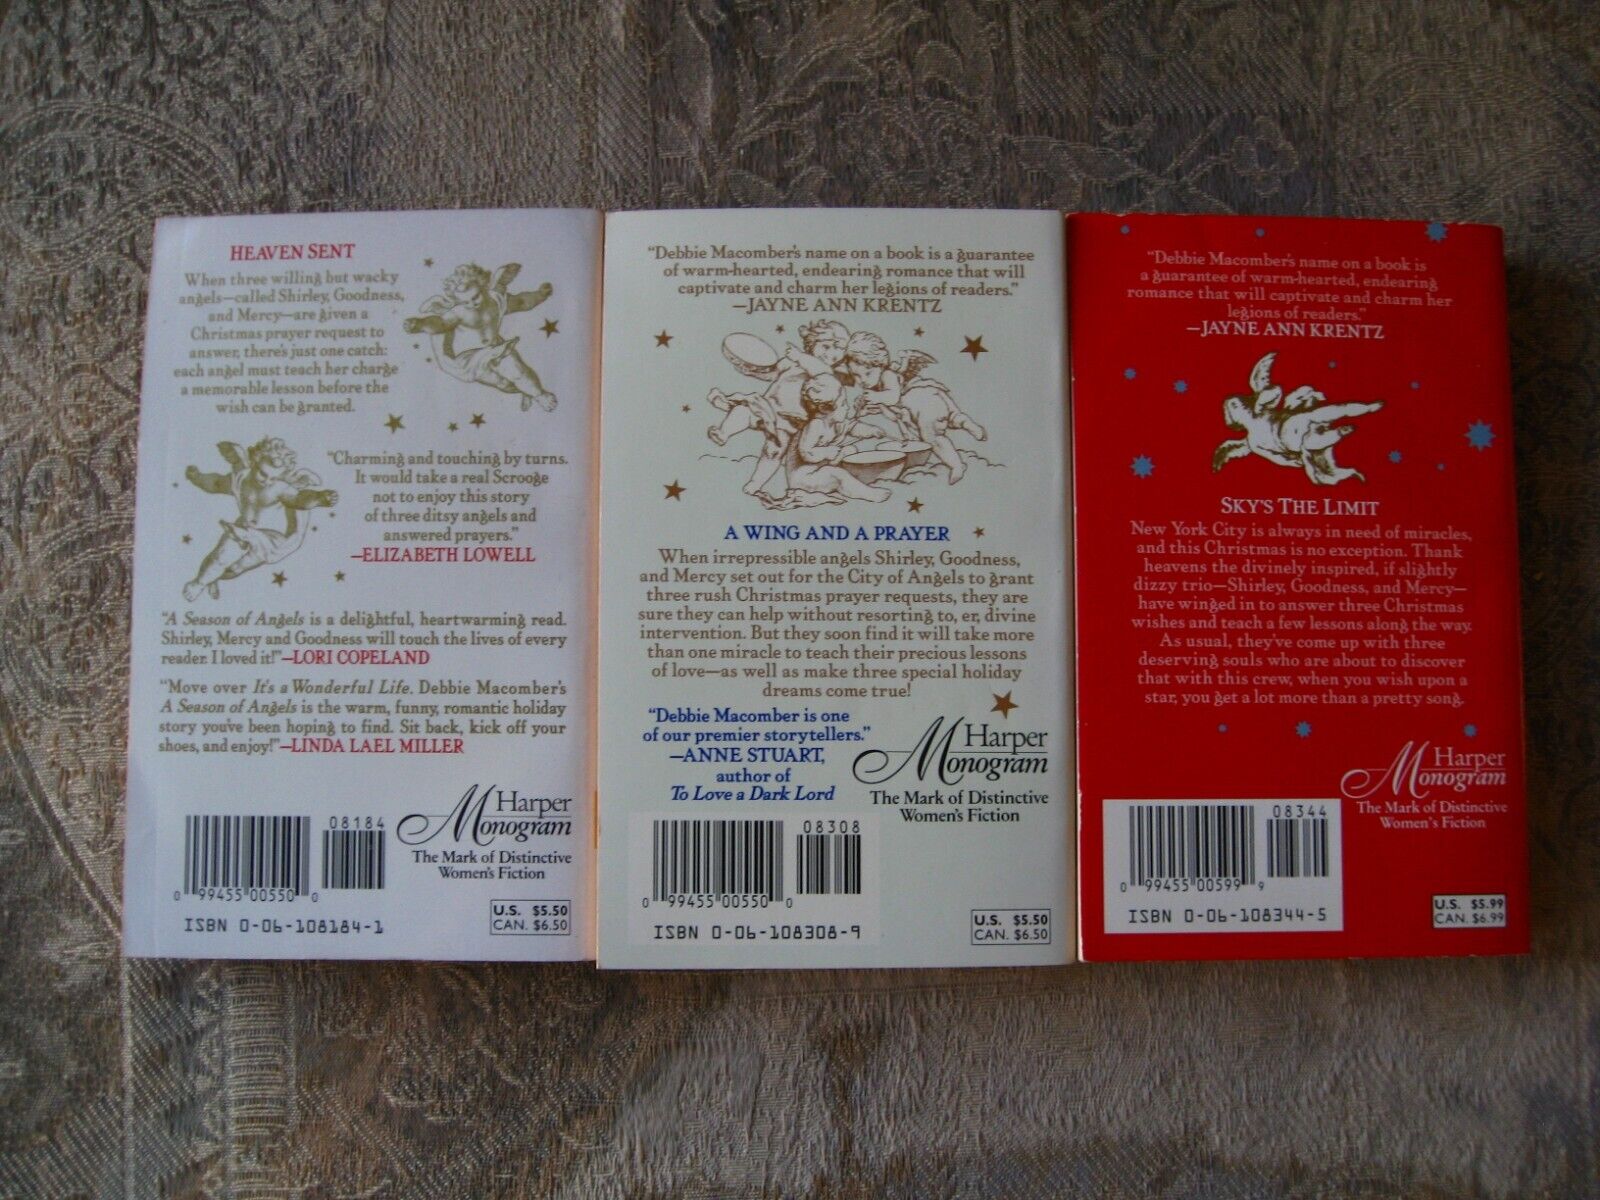 HEAVEN SENT
When three willing but wacky
angels—called Shirley, Goodness,
and Mercy—are given a
Christmas prayer request to
answer, there's just one catch:
each angel must teach her charge
a memorable lesson before the
wish can be granted.
"Charming and touching by turns.
It would take a real Scrooge
not to enjoy this story
of three ditsy angels and
answered prayers."
—ELIZABETH LOWELL
"A Season of Angels is a delightful, heartwarming read.
Shirley, Mercy and Goodness will touch the lives of every
reader. I loved it!"—LORI COPELAND
"Move over It's a Wonderful Life. Debbie Macomber's
A Season of Angels is the warm, funny, romantic holiday
story you've been hoping to find. Sit back, kick off your
shoes, and enjoy!"—LINDA LAEL MILLER
Harper
Monogram
The Mark of Distinctive
Women's Fiction
08184
0 99455 00550 0
ISBN 0-06-108184-1
U.S. $5.50
CAN. $6.50
"Debbie Macomber's name on a book is a guarantee
of warm-hearted, endearing romance that will
captivate and charm her legions of readers."
—JAYNE ANN KRENTZ
A WING AND A PRAYER
When irrepressible angels Shirley, Goodness,
and Mercy set out for the City of Angels to grant
three rush Christmas prayer requests, they are
sure they can help without resorting to, er, divine
intervention. But they soon find it will take more
than one miracle to teach their precious lessons
of love—as well as make three special holiday
dreams come true!
"Debbie Macomber is one
of our premier storytellers."
—ANNE STUART,
author of
To Love a Dark Lord
Harper
Monogram
The Mark of Distinctive
Women's Fiction
08308
0 99455 00550 0
ISBN 0-06-108308-9
U.S. $5.50
CAN. $6.50
"Debbie Macomber's name on a book is
a guarantee of warm-hearted, endearing
romance that will captivate and charm her
legions of readers."
—JAYNE ANN KRENTZ
SKY'S THE LIMIT
New York City is always in need of miracles,
and this Christmas is no exception. Thank
heavens the divinely inspired, if slightly
dizzy trio—Shirley, Goodness, and Mercy—
have winged in to answer three Christmas
wishes and teach a few lessons along the way.
As usual, they've come up with three
deserving souls who are about to discover
that with this crew, when you wish upon a
star, you get a lot more than a pretty song.
Harper
Monogram
The Mark of Distinctive
Women's Fiction
08344
0 99455 00599 9
ISBN 0-06-108344-5
U.S. $5.99
CAN. $6.99